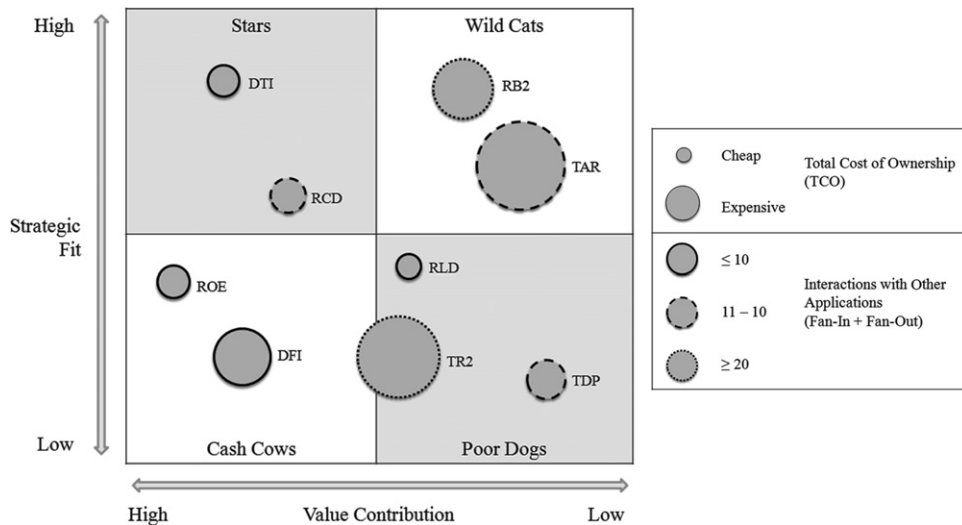 High
Stars
Wild Cats
DTI
RB2
TAR
RCD
Strategic
Fit
ROE
RLD
DFI
TR2
TDP
Low
Cash Cows
Poor Dogs
High
Value Contribution
Low
Cheap
Total Cost of Ownership
(TCO)
Expensive
≤ 10
Interactions with Other
Applications
(Fan-In + Fan-Out)
11 – 10
≥ 20